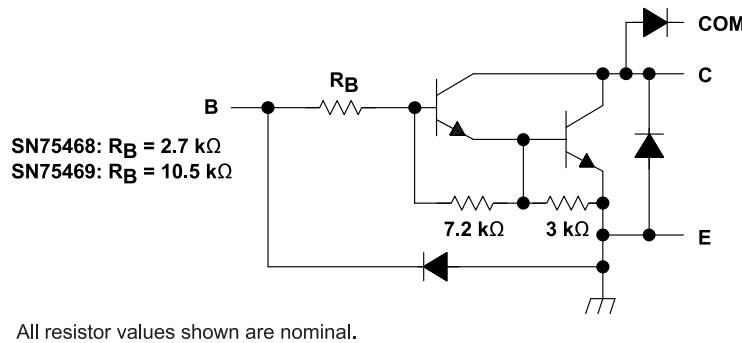 COM
R_B
C
B
SN75468: R_B = 2.7 kΩ
SN75469: R_B = 10.5 kΩ
7.2 kΩ
3 kΩ
E
All resistor values shown are nominal.